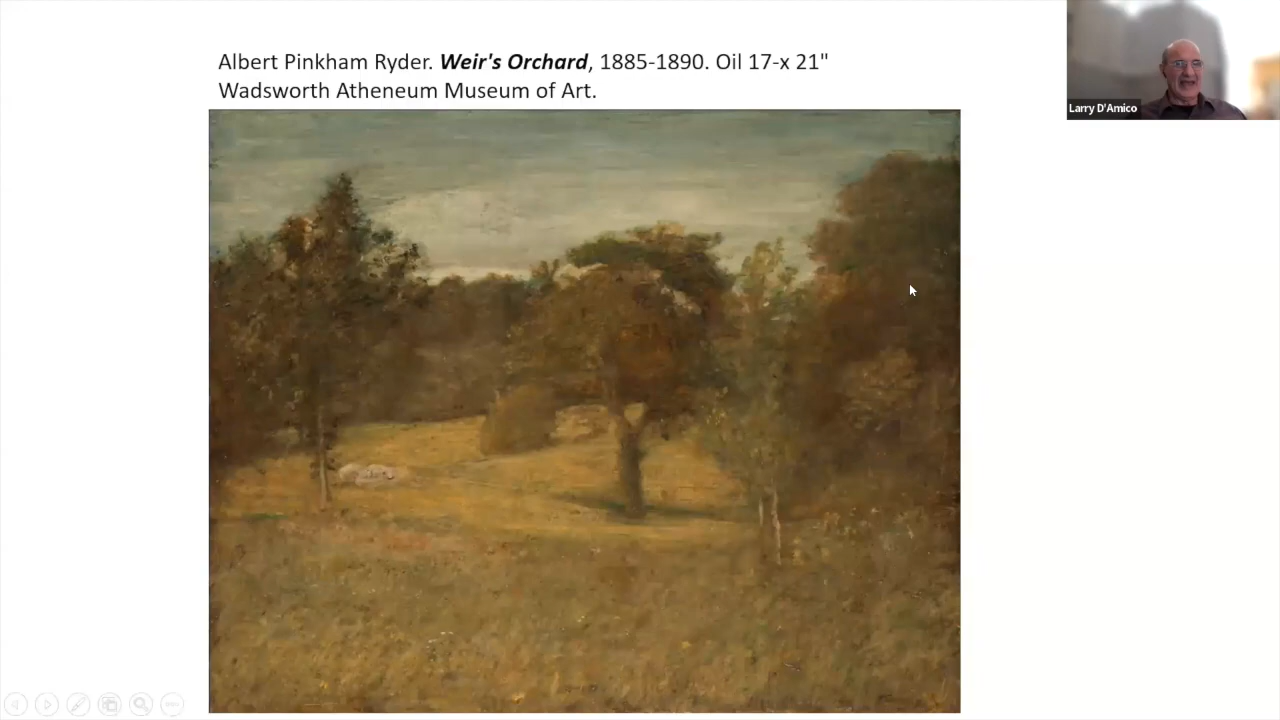 Albert Pinkham Ryder. Weir's Orchard, 1885-1890. Oil 17-x 21"
Wadsworth Atheneum Museum of Art.
Larry D'Amico